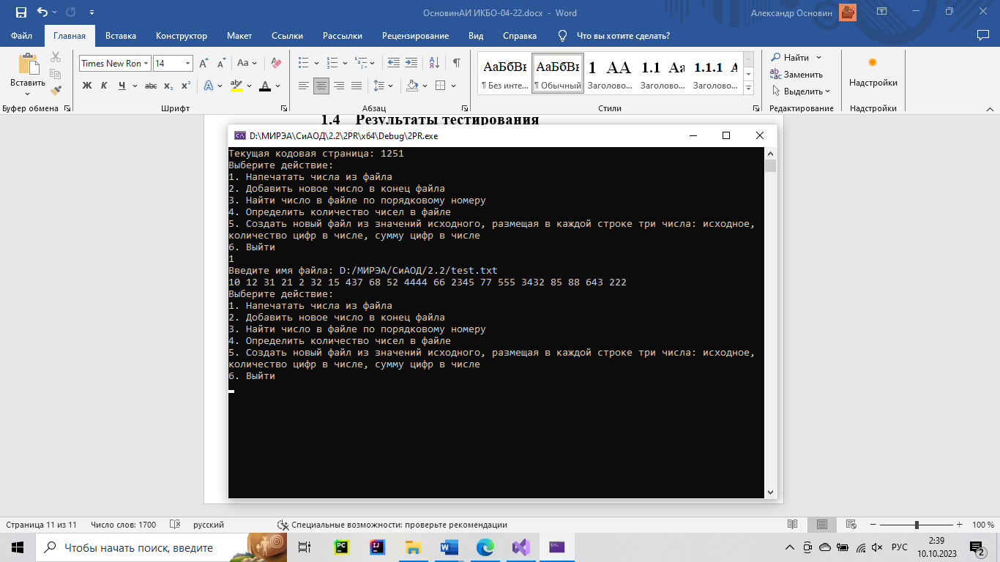 ОсновинАИ ИКБО-04-22.docx - Word
Александр Основин
Файл Главная Вставка Конструктор Макет Ссылки Рассылки Рецензирование Вид Справка Что вы хотите сделать?
Times New Ron 14 Aa
АаБбВв АаБбВв 1 АА 1.1 Аа 1.1.1 А
Найти
Заменить
Выделить
Вставить
Ж К Ч abc x₂ x² A A
¶ Без инте... ¶ Обычный Заголово... Заголово... Заголово...
Надстройки
Буфер обмена Шрифт Абзац Стили Редактирование Надстройки
1.4 Результаты тестирования
D:\МИРЭА\СиАОД\2.2\2PR\x64\Debug\2PR.exe
Текущая кодовая страница: 1251
Выберите действие:
1. Напечатать числа из файла
2. Добавить новое число в конец файла
3. Найти число в файле по порядковому номеру
4. Определить количество чисел в файле
5. Создать новый файл из значений исходного, размещая в каждой строке три числа: исходное,
количество цифр в числе, сумму цифр в числе
6. Выйти
1
Введите имя файла: D:/МИРЭА/СиАОД/2.2/test.txt
10 12 31 21 2 32 15 437 68 52 4444 66 2345 77 555 3432 85 88 643 222
Выберите действие:
1. Напечатать числа из файла
2. Добавить новое число в конец файла
3. Найти число в файле по порядковому номеру
4. Определить количество чисел в файле
5. Создать новый файл из значений исходного, размещая в каждой строке три числа: исходное,
количество цифр в числе, сумму цифр в числе
6. Выйти
Страница 11 из 11 Число слов: 1700 русский Специальные возможности: проверьте рекомендации 100 %
Чтобы начать поиск, введите
РУС
2:39
10.10.2023
2